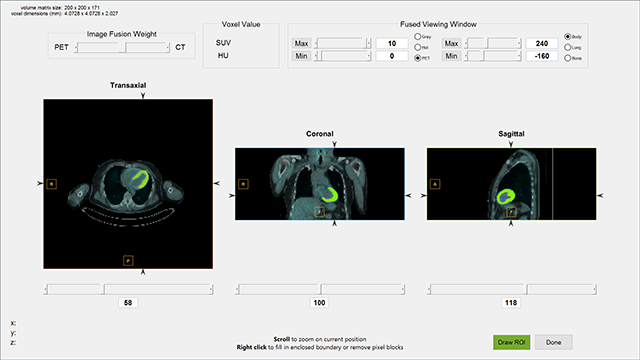 volume matrix size: 200 x 200 x 171
voxel dimensions (mm): 4.0728 x 4.0728 x 2.027
Image Fusion Weight
PET CT
Voxel Value
SUV
HU
Fused Viewing Window
Max 10 Gray Max 240 Body
Hot Lung
Min 0 PET Min -160 Bone
Transaxial
Coronal
Sagittal
R
P
R
A
58
100
118
x:
y:
z:
Scroll to zoom on current position
Right click to fill in enclosed boundary or remove pixel blocks
Draw ROI
Done